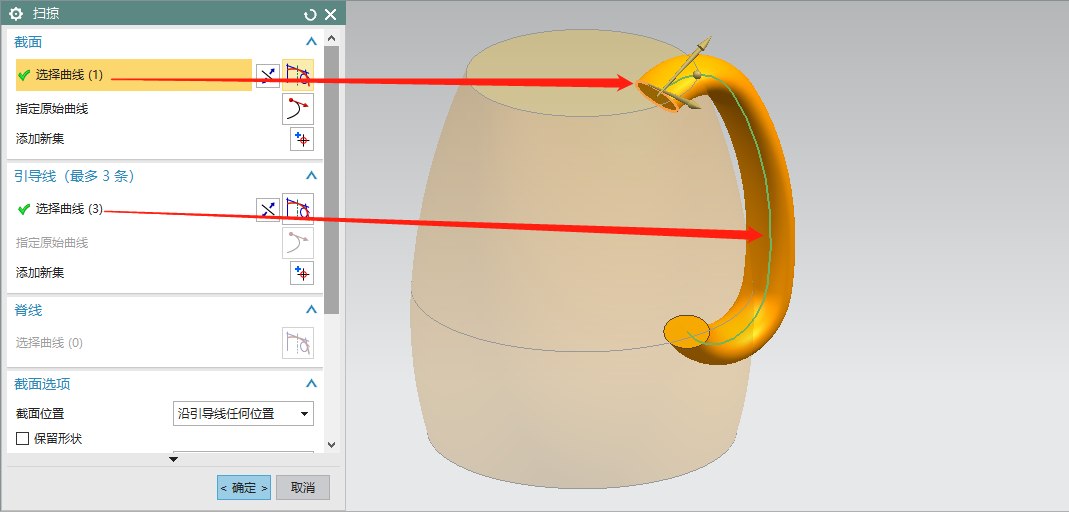 扫掠
截面
选择曲线 (1)
指定原始曲线
添加新集
引导线（最多 3 条）
选择曲线 (3)
指定原始曲线
添加新集
脊线
选择曲线 (0)
截面选项
截面位置
沿引导线任何位置
保留形状
< 确定 >
取消